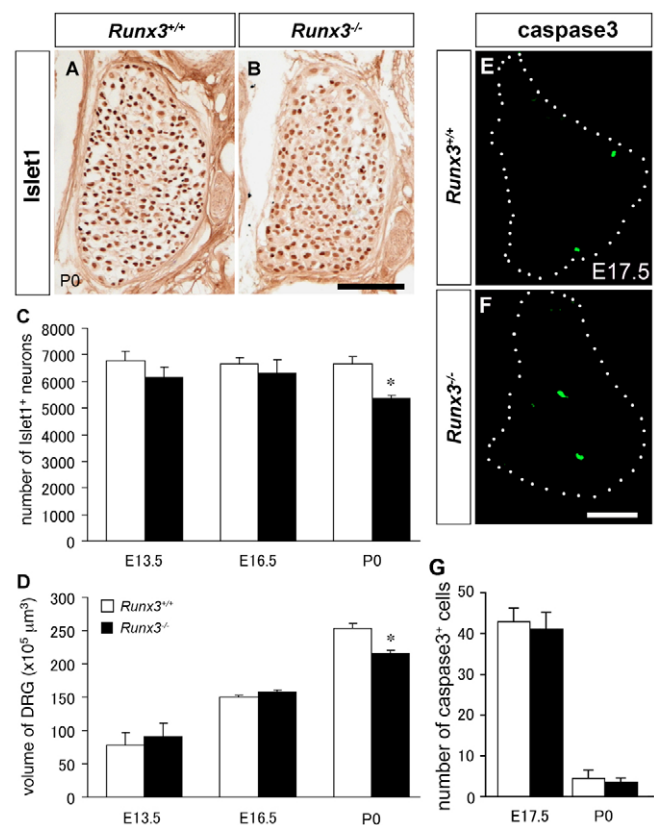 Runx3+/+
Runx3-/-
caspase3
Islet1
A
B
P0
Runx3+/+
E
E17.5
Runx3-/-
F
C
number of Islet1+ neurons
8000
7000
6000
5000
4000
3000
2000
1000
0
*
E13.5
E16.5
P0
D
volume of DRG (x10⁵ μm³)
300
250
200
150
100
50
0
Runx3+/+
Runx3-/-
*
E13.5
E16.5
P0
G
number of caspase3+ cells
50
40
30
20
10
0
E17.5
P0